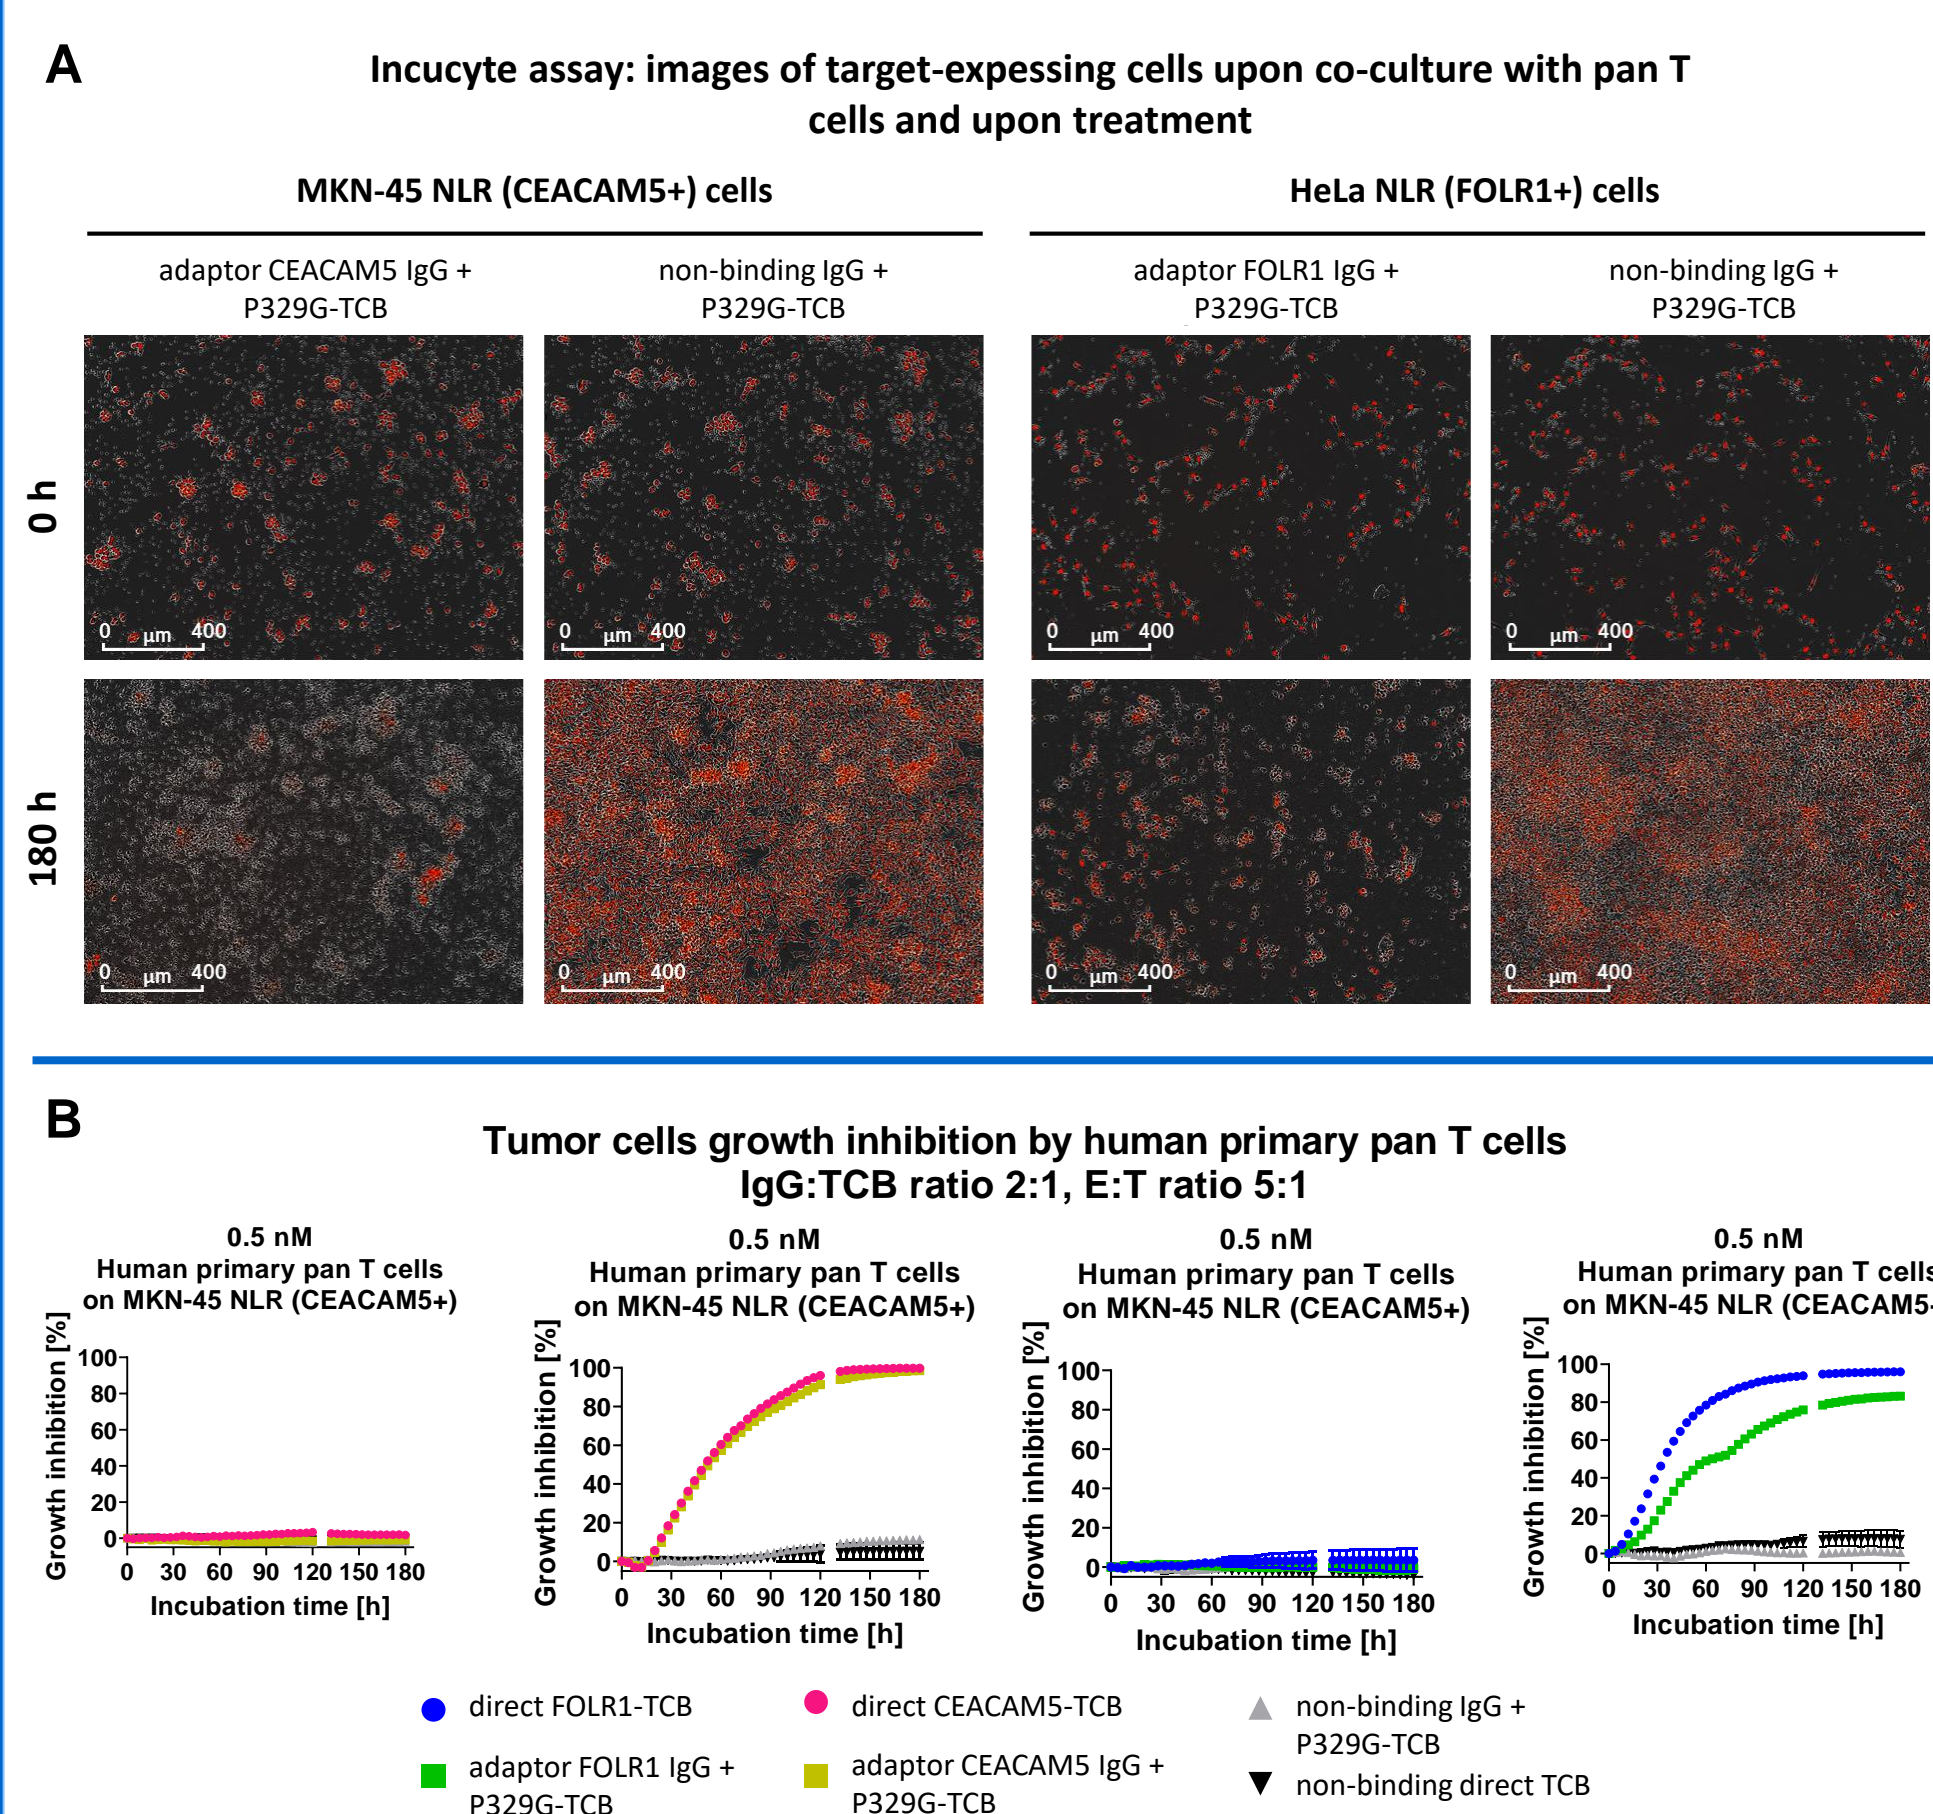 A
Incucyte assay: images of target-expessing cells upon co-culture with pan T
cells and upon treatment
MKN-45 NLR (CEACAM5+) cells
HeLa NLR (FOLR1+) cells
adaptor CEACAM5 IgG +
P329G-TCB
non-binding IgG +
P329G-TCB
adaptor FOLR1 IgG +
P329G-TCB
non-binding IgG +
P329G-TCB
0 h
0 µm 400
0 µm 400
0 µm 400
0 µm 400
180 h
0 µm 400
0 µm 400
0 µm 400
0 µm 400
B
Tumor cells growth inhibition by human primary pan T cells
IgG:TCB ratio 2:1, E:T ratio 5:1
0.5 nM
Human primary pan T cells
on MKN-45 NLR (CEACAM5+)
Growth inhibition [%]
100
80
60
40
20
0
0 30 60 90 120 150 180
Incubation time [h]
0.5 nM
Human primary pan T cells
on MKN-45 NLR (CEACAM5+)
Growth inhibition [%]
100
80
60
40
20
0
0 30 60 90 120 150 180
Incubation time [h]
0.5 nM
Human primary pan T cells
on MKN-45 NLR (CEACAM5+)
Growth inhibition [%]
100
80
60
40
20
0
0 30 60 90 120 150 180
Incubation time [h]
0.5 nM
Human primary pan T cells
on MKN-45 NLR (CEACAM5
Growth inhibition [%]
100
80
60
40
20
0
0 30 60 90 120 150 180
Incubation time [h]
direct FOLR1-TCB
adaptor FOLR1 IgG +
P329G-TCB
direct CEACAM5-TCB
adaptor CEACAM5 IgG +
P329G-TCB
non-binding IgG +
P329G-TCB
non-binding direct TCB